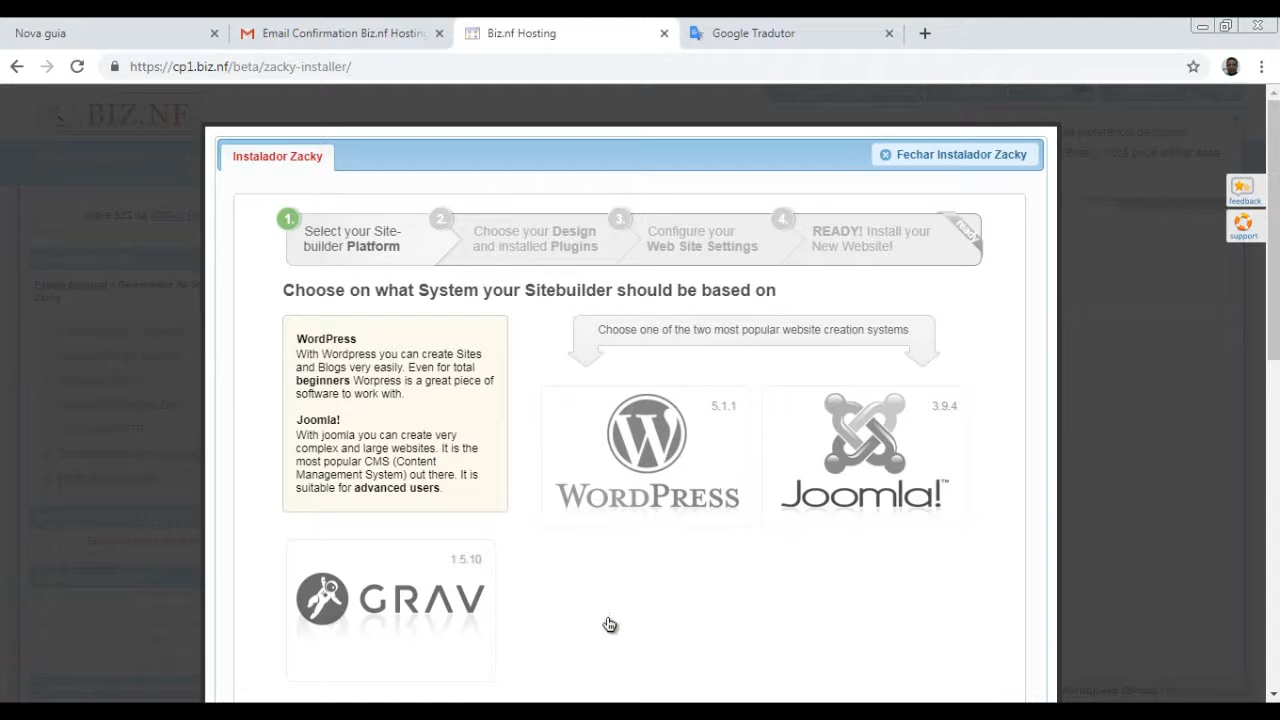 Nova guia
Email Confirmation Biz.nf Hosting
Biz.nf Hosting
Google Tradutor
https://cp1.biz.nf/beta/zacky-installer/
BIZ.NF
Instalador Zacky
Fechar Instalador Zacky
feedback
support
1.
Select your Site-
builder Platform
2.
Choose your Design
and installed Plugins
3.
Configure your
Web Site Settings
4.
READY! Install your
New Website!
ready
Choose on what System your Sitebuilder should be based on
WordPress
With Wordpress you can create Sites
and Blogs very easily. Even for total
beginners Worpress is a great piece of
software to work with.
Joomla!
With joomla you can create very
complex and large websites. It is the
most popular CMS (Content
Management System) out there. It is
suitable for advanced users.
Choose one of the two most popular website creation systems
5.1.1
WORDPRESS
3.9.4
Joomla!™
1.5.10
GRAV